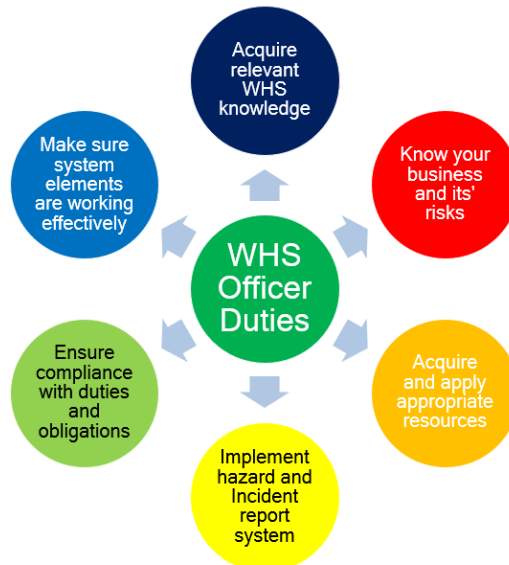 Acquire
relevant
WHS
knowledge
Know your
business
and its'
risks
Acquire
and apply
appropriate
resources
Implement
hazard and
Incident
report
system
Ensure
compliance
with duties
and
obligations
Make sure
system
elements
are working
effectively
WHS
Officer
Duties